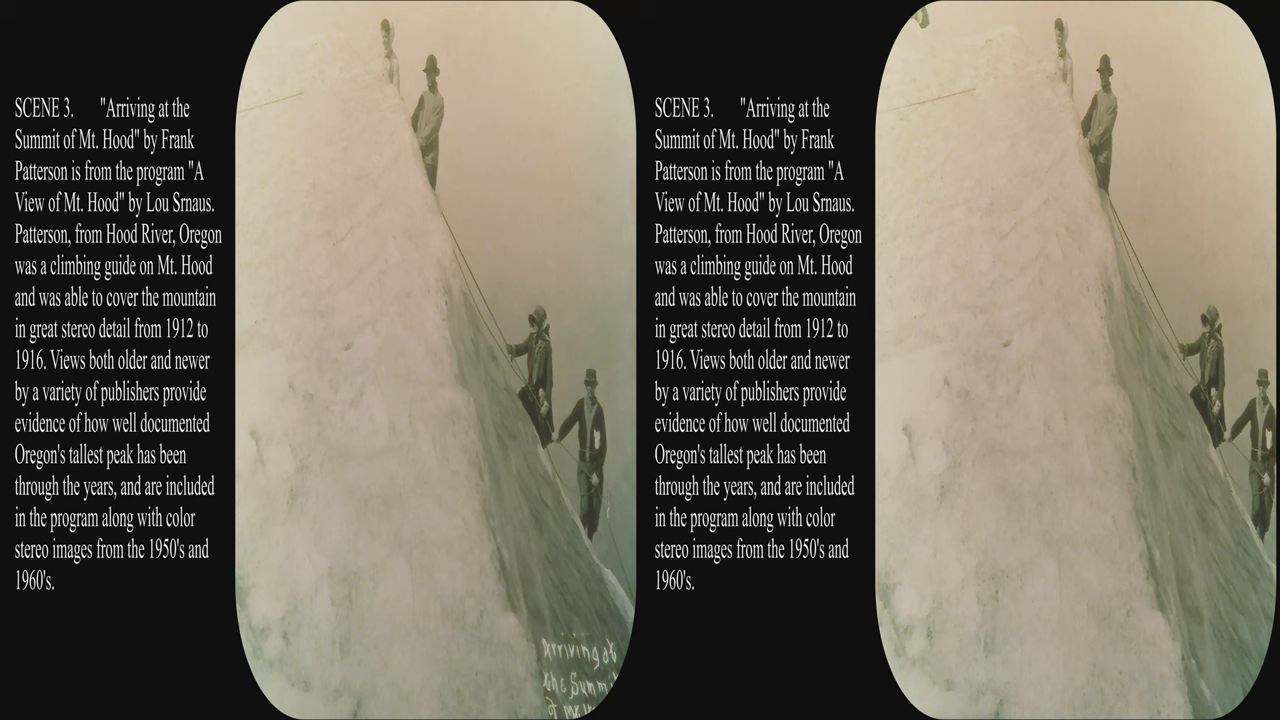 SCENE 3. "Arriving at the
Summit of Mt. Hood" by Frank
Patterson is from the program "A
View of Mt. Hood" by Lou Srnaus.
Patterson, from Hood River, Oregon
was a climbing guide on Mt. Hood
and was able to cover the mountain
in great stereo detail from 1912 to
1916. Views both older and newer
by a variety of publishers provide
evidence of how well documented
Oregon's tallest peak has been
through the years, and are included
in the program along with color
stereo images from the 1950's and
1960's.
Arriving at
the Summit
of
SCENE 3. "Arriving at the
Summit of Mt. Hood" by Frank
Patterson is from the program "A
View of Mt. Hood" by Lou Srnaus.
Patterson, from Hood River, Oregon
was a climbing guide on Mt. Hood
and was able to cover the mountain
in great stereo detail from 1912 to
1916. Views both older and newer
by a variety of publishers provide
evidence of how well documented
Oregon's tallest peak has been
through the years, and are included
in the program along with color
stereo images from the 1950's and
1960's.